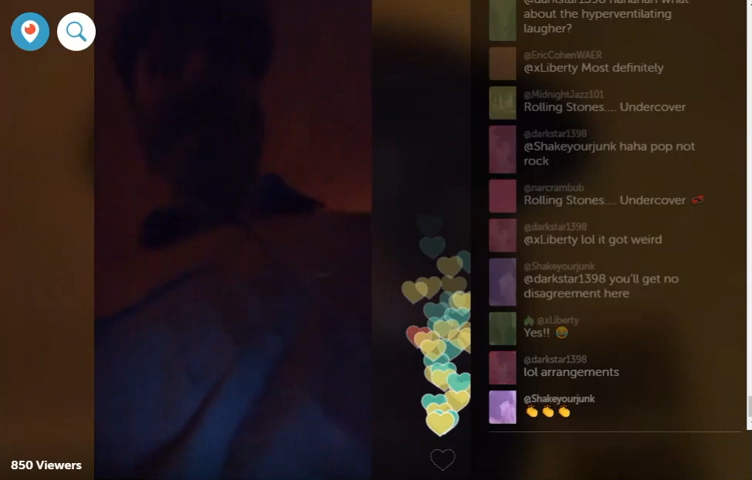 @darkstar1398 hahahah what
about the hyperventilating
laugher?
@EricCohenWAER
@xLiberty Most definitely
@MidnightJazz101
Rolling Stones.... Undercover
@darkstar1398
@Shakeyourjunk haha pop not
rock
@narcrambub
Rolling Stones.... Undercover
@darkstar1398
@xLiberty lol it got weird
@Shakeyourjunk
@darkstar1398 you'll get no
disagreement here
@xLiberty
Yes!!
@darkstar1398
lol arrangements
@Shakeyourjunk
850 Viewers